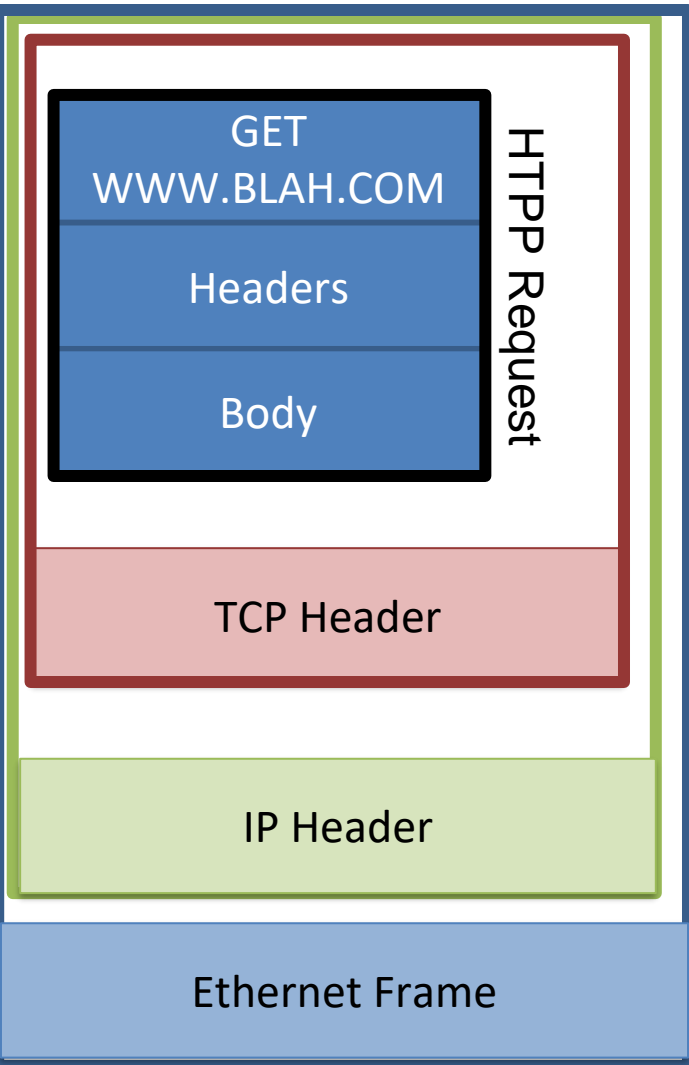 GET
WWW.BLAH.COM
Headers
Body
HTPP Request
TCP Header
IP Header
Ethernet Frame